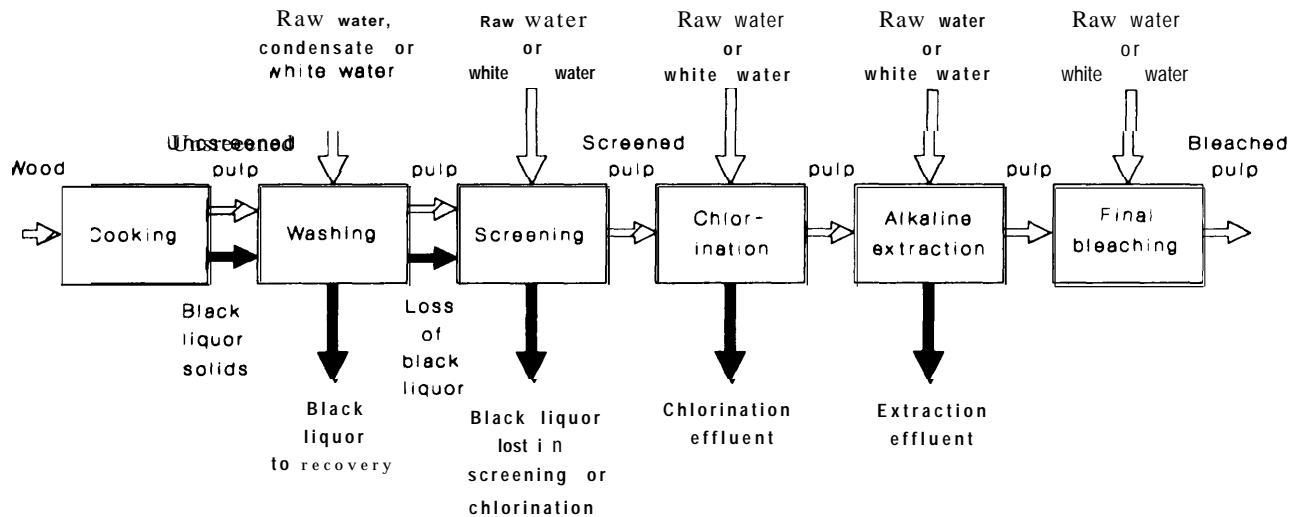 Raw water,
condensate or
white water
Raw water
or
white water
Raw water
or
white water
Raw water
or
white water
Raw water
or
white water
Wood
Unscreened
pulp
pulp
Screened
pulp
pulp
pulp
Bleached
pulp
Cooking
Washing
Screening
Chlor-
ination
Alkaline
extraction
Final
bleaching
Black
liquor
solids
Loss
of
black
liquor
Black
liquor
to recovery
Black liquor
lost in
screening or
chlorination
Chlorination
effluent
Extraction
effluent